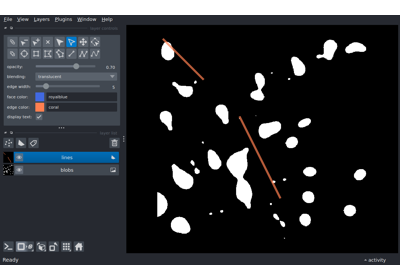 File View Layers Plugins Window Help
opacity: 0.70
blending: translucent
edge width: 5
face color: royalblue
edge color: coral
display text:
lines
blobs
Ready
activity